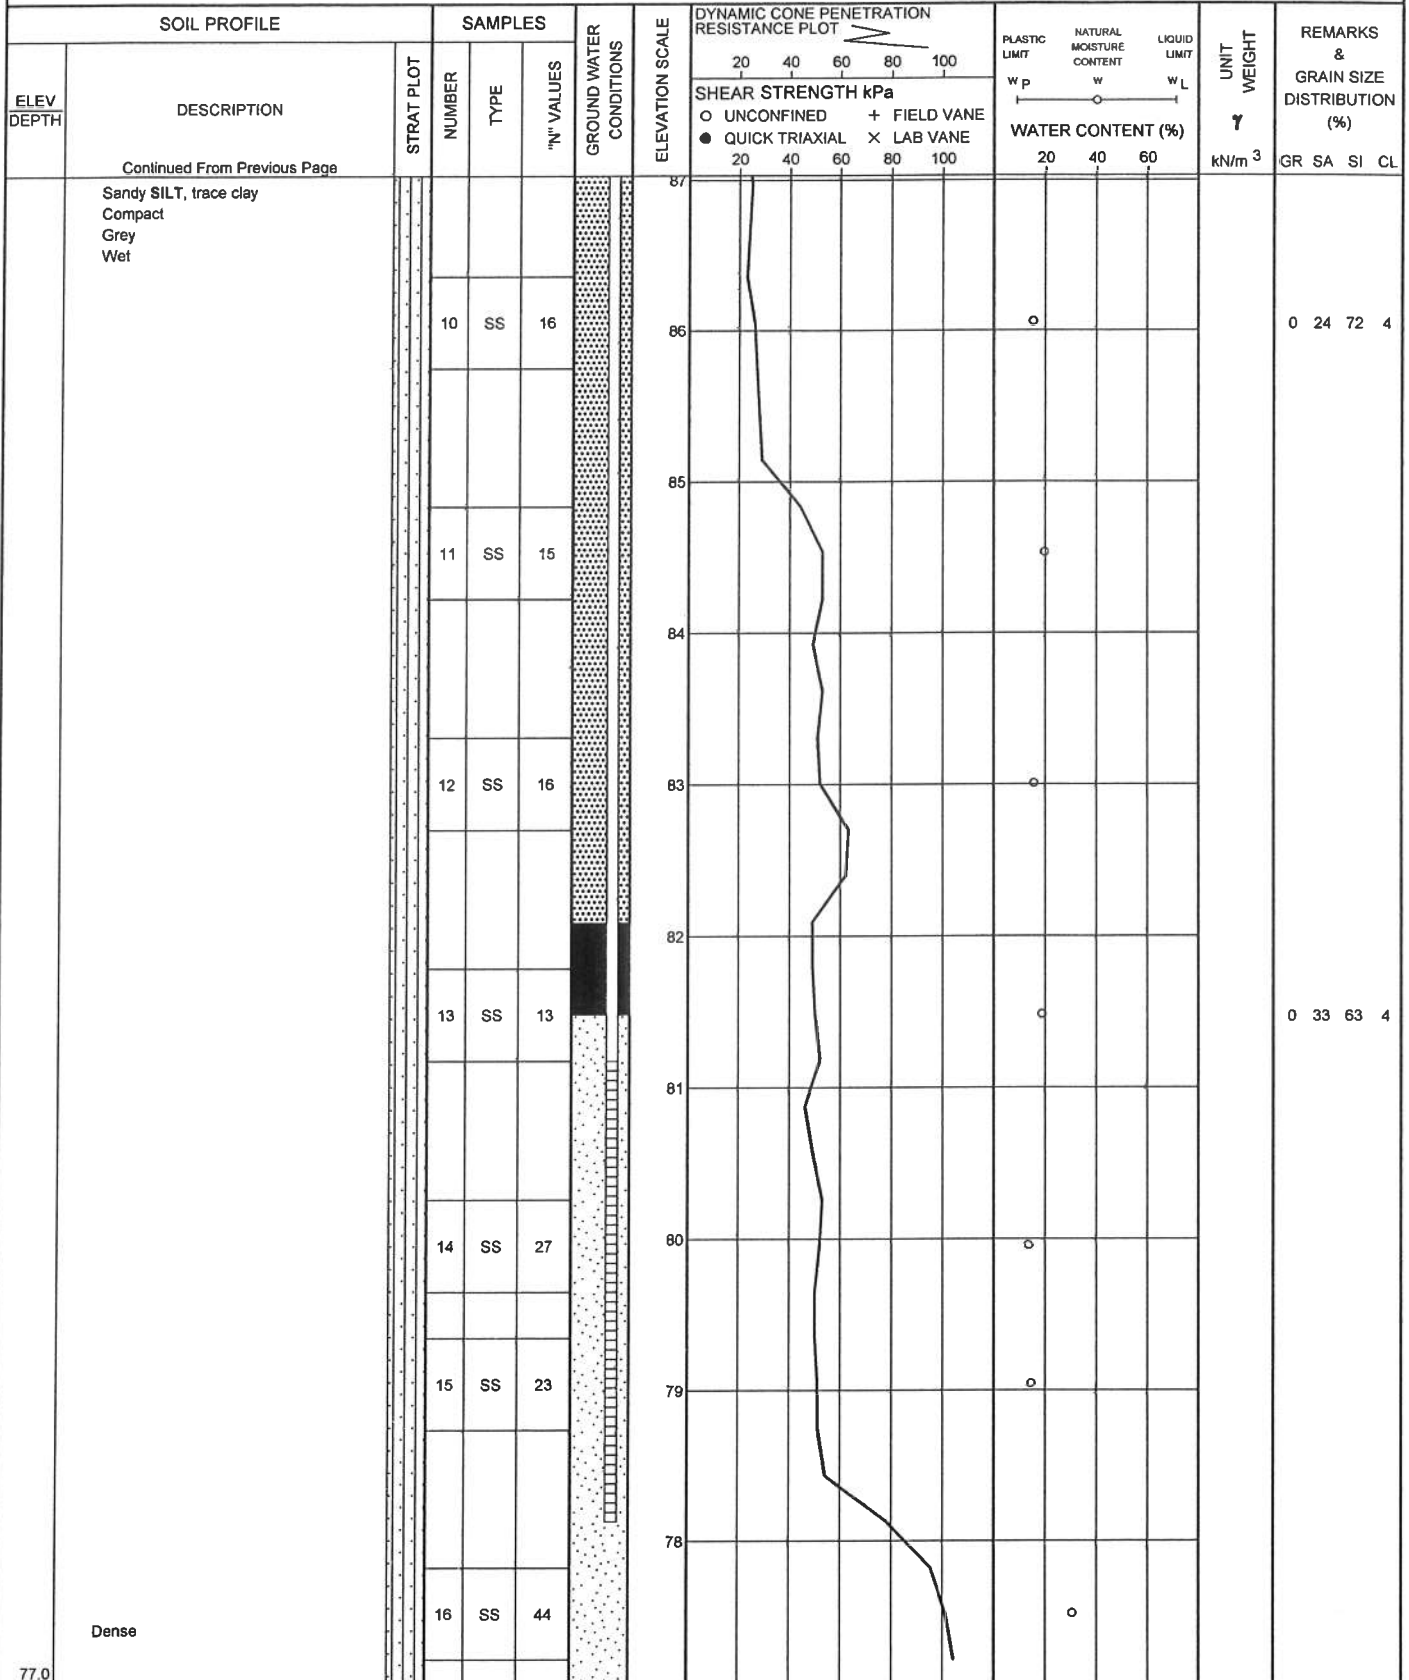 SOIL PROFILE
SAMPLES
GROUND WATER
CONDITIONS
ELEVATION SCALE
DYNAMIC CONE PENETRATION
RESISTANCE PLOT
20 40 60 80 100
SHEAR STRENGTH kPa
O UNCONFINED + FIELD VANE
● QUICK TRIAXIAL × LAB VANE
20 40 60 80 100
PLASTIC
LIMIT
NATURAL
MOISTURE
CONTENT
LIQUID
LIMIT
W P
W
W L
WATER CONTENT (%)
20 40 60
UNIT
WEIGHT
γ
kN/m 3
REMARKS
&
GRAIN SIZE
DISTRIBUTION
(%)
GR SA SI CL
ELEV
DEPTH
DESCRIPTION
Continued From Previous Page
STRAT PLOT
NUMBER
TYPE
"N" VALUES
87
Sandy SILT, trace clay
Compact
Grey
Wet
10 SS 16
86
0 24 72 4
85
11 SS 15
84
12 SS 16
83
82
13 SS 13
0 33 63 4
81
14 SS 27
80
15 SS 23
79
78
16 SS 44
Dense
77.0